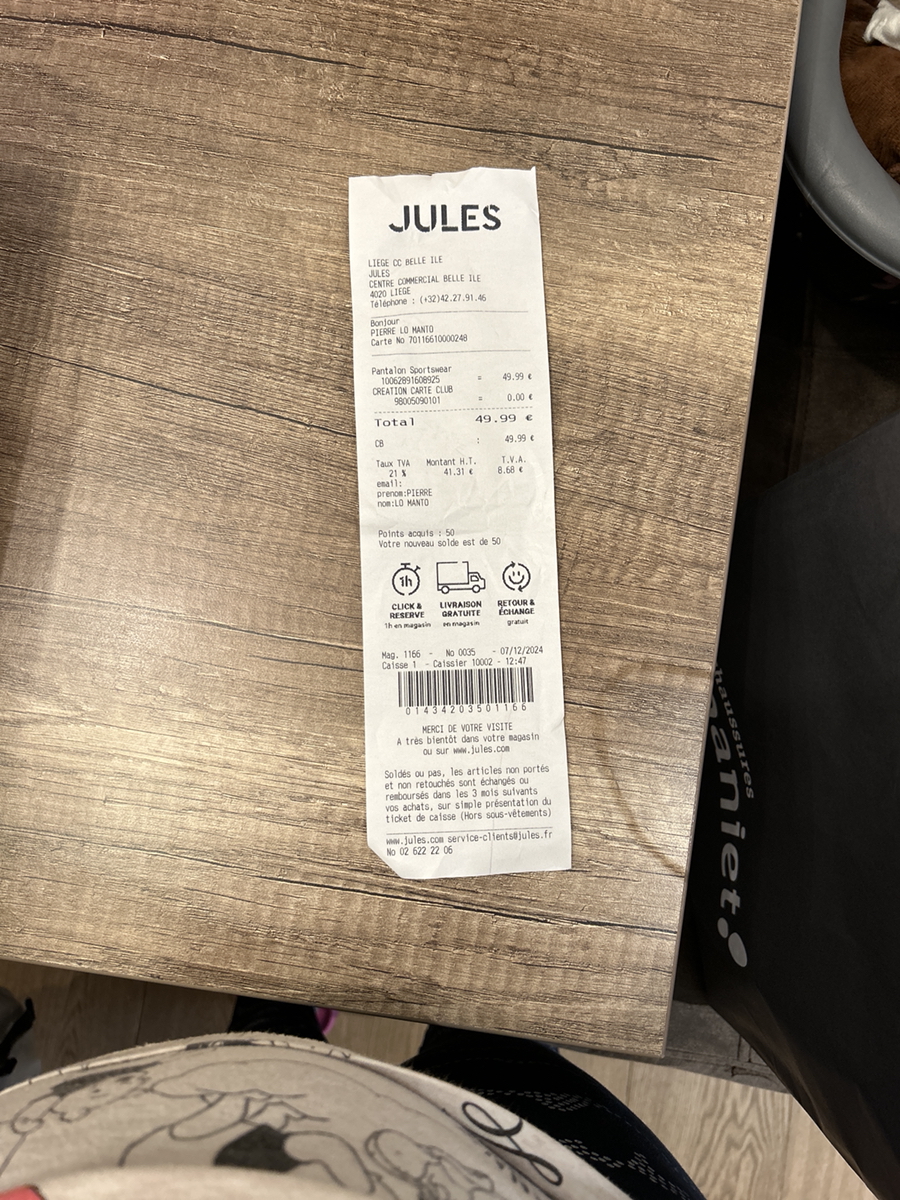 JULES
LIEGE CC BELLE ILE
JULES
CENTRE COMMERCIAL BELLE ILE
4020 LIEGE
Téléphone : (+32)42.27.91.46
Bonjour
PIERRE LO MANTO
Carte No 70116610000248
Pantalon Sportswear
10062891608925 = 49.99 €
CREATION CARTE CLUB
98005090101 = 0.00 €
Total 49.99 €
CB : 49.99 €
Taux TVA Montant H.T. T.V.A.
21 % 41.31 € 8.68 €
email:
prenom:PIERRE
nom:LO MANTO
Points acquis : 50
Votre nouveau solde est de 50
1h
CLICK & RESERVE
1h en magasin
LIVRAISON GRATUITE
en magasin
RETOUR & ÉCHANGE
gratuit
Mag. 1166 - No 0035 - 07/12/2024
Caisse 1 - Caissier 10002 - 12:47
01434203501166
MERCI DE VOTRE VISITE
A très bientôt dans votre magasin
ou sur www.jules.com
Soldés ou pas, les articles non portés
et non retouchés sont échangés ou
remboursés dans les 3 mois suivants
vos achats, sur simple présentation du
ticket de caisse (Hors sous-vêtements)
www.jules.com service-clients@jules.fr
No 02 622 22 06
haussures
maniet